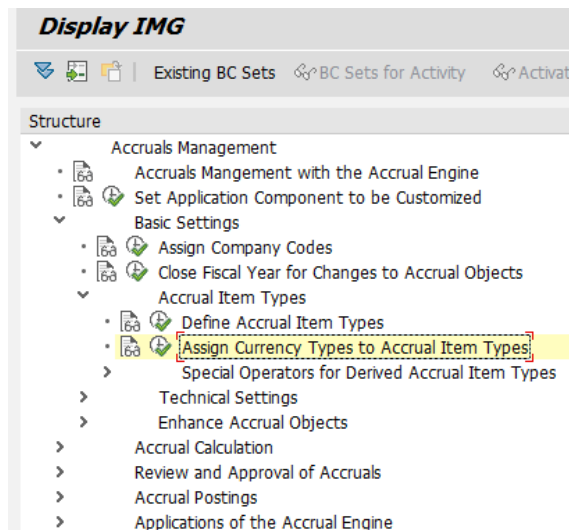 Display IMG
Existing BC Sets BC Sets for Activity Activat
Structure
Accruals Management
Accruals Mangement with the Accrual Engine
Set Application Component to be Customized
Basic Settings
Assign Company Codes
Close Fiscal Year for Changes to Accrual Objects
Accrual Item Types
Define Accrual Item Types
Assign Currency Types to Accrual Item Types
Special Operators for Derived Accrual Item Types
Technical Settings
Enhance Accrual Objects
Accrual Calculation
Review and Approval of Accruals
Accrual Postings
Applications of the Accrual Engine